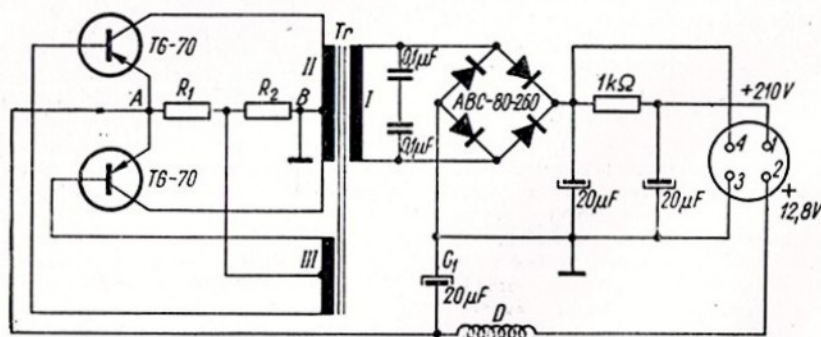 TG-70
TG-70
A
R₁
R₂
B
II
III
Tr
I
0,1μF
0,1μF
ABC-80-260
1kΩ
20μF
20μF
C₁
20μF
D
+210V
4
1
3
2
+
12,8V